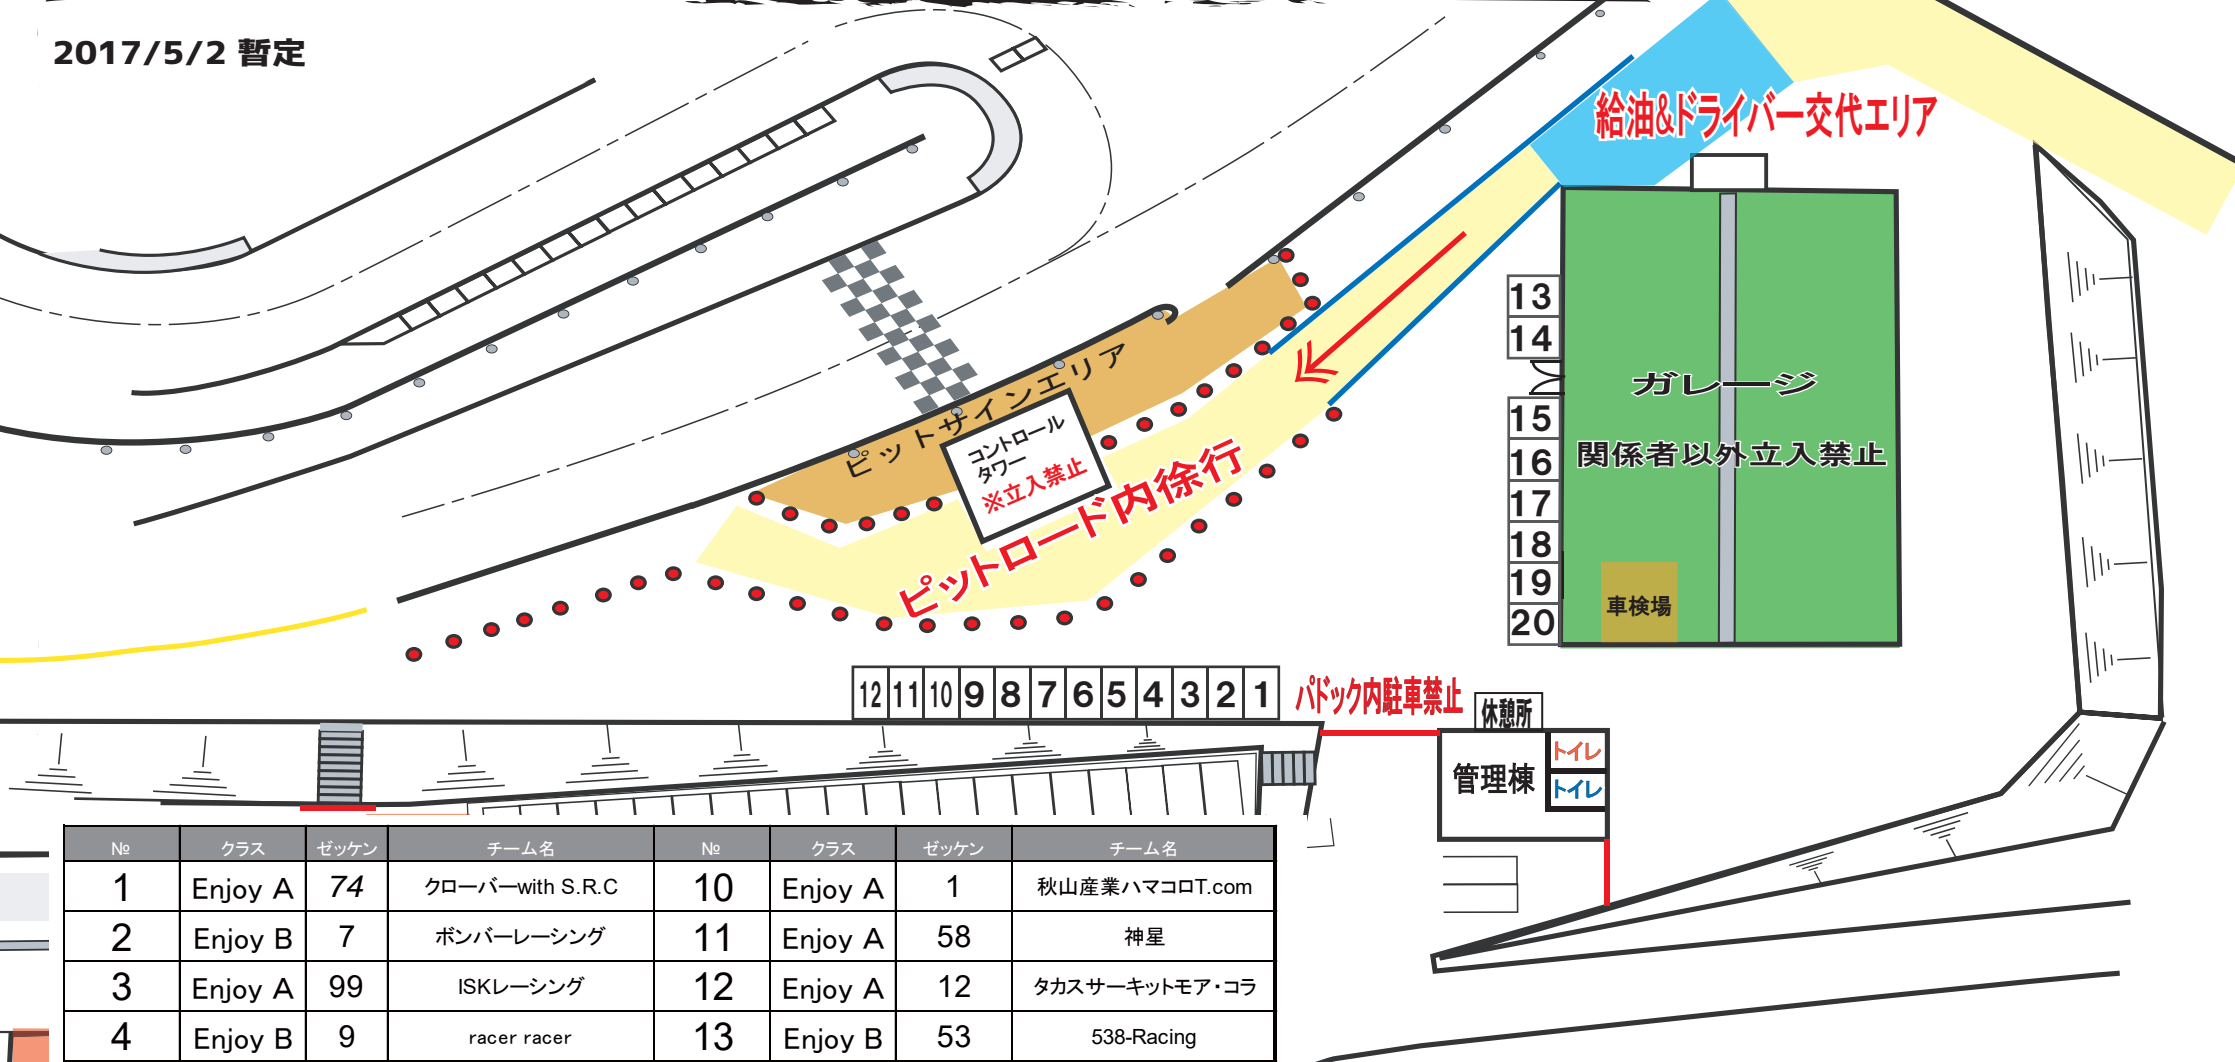 2017/5/2 暫定
給油&ドライバー交代エリア
13
14
15
16
17
18
19
20
ガレージ
関係者以外立入禁止
車検場
ピットサインエリア
コントロール
タワー
※立入禁止
ピットロード内徐行
12 11 10 9 8 7 6 5 4 3 2 1
パドック内駐車禁止
休憩所
管理棟
トイレ
トイレ
№ クラス ゼッケン チーム名 № クラス ゼッケン チーム名
1 Enjoy A 74 クローバーwith S.R.C 10 Enjoy A 1 秋山産業ハマコロT.com
2 Enjoy B 7 ボンバーレーシング 11 Enjoy A 58 神星
3 Enjoy A 99 ISKレーシング 12 Enjoy A 12 タカスサーキットモア・コラ
4 Enjoy B 9 racer racer 13 Enjoy B 53 538-Racing